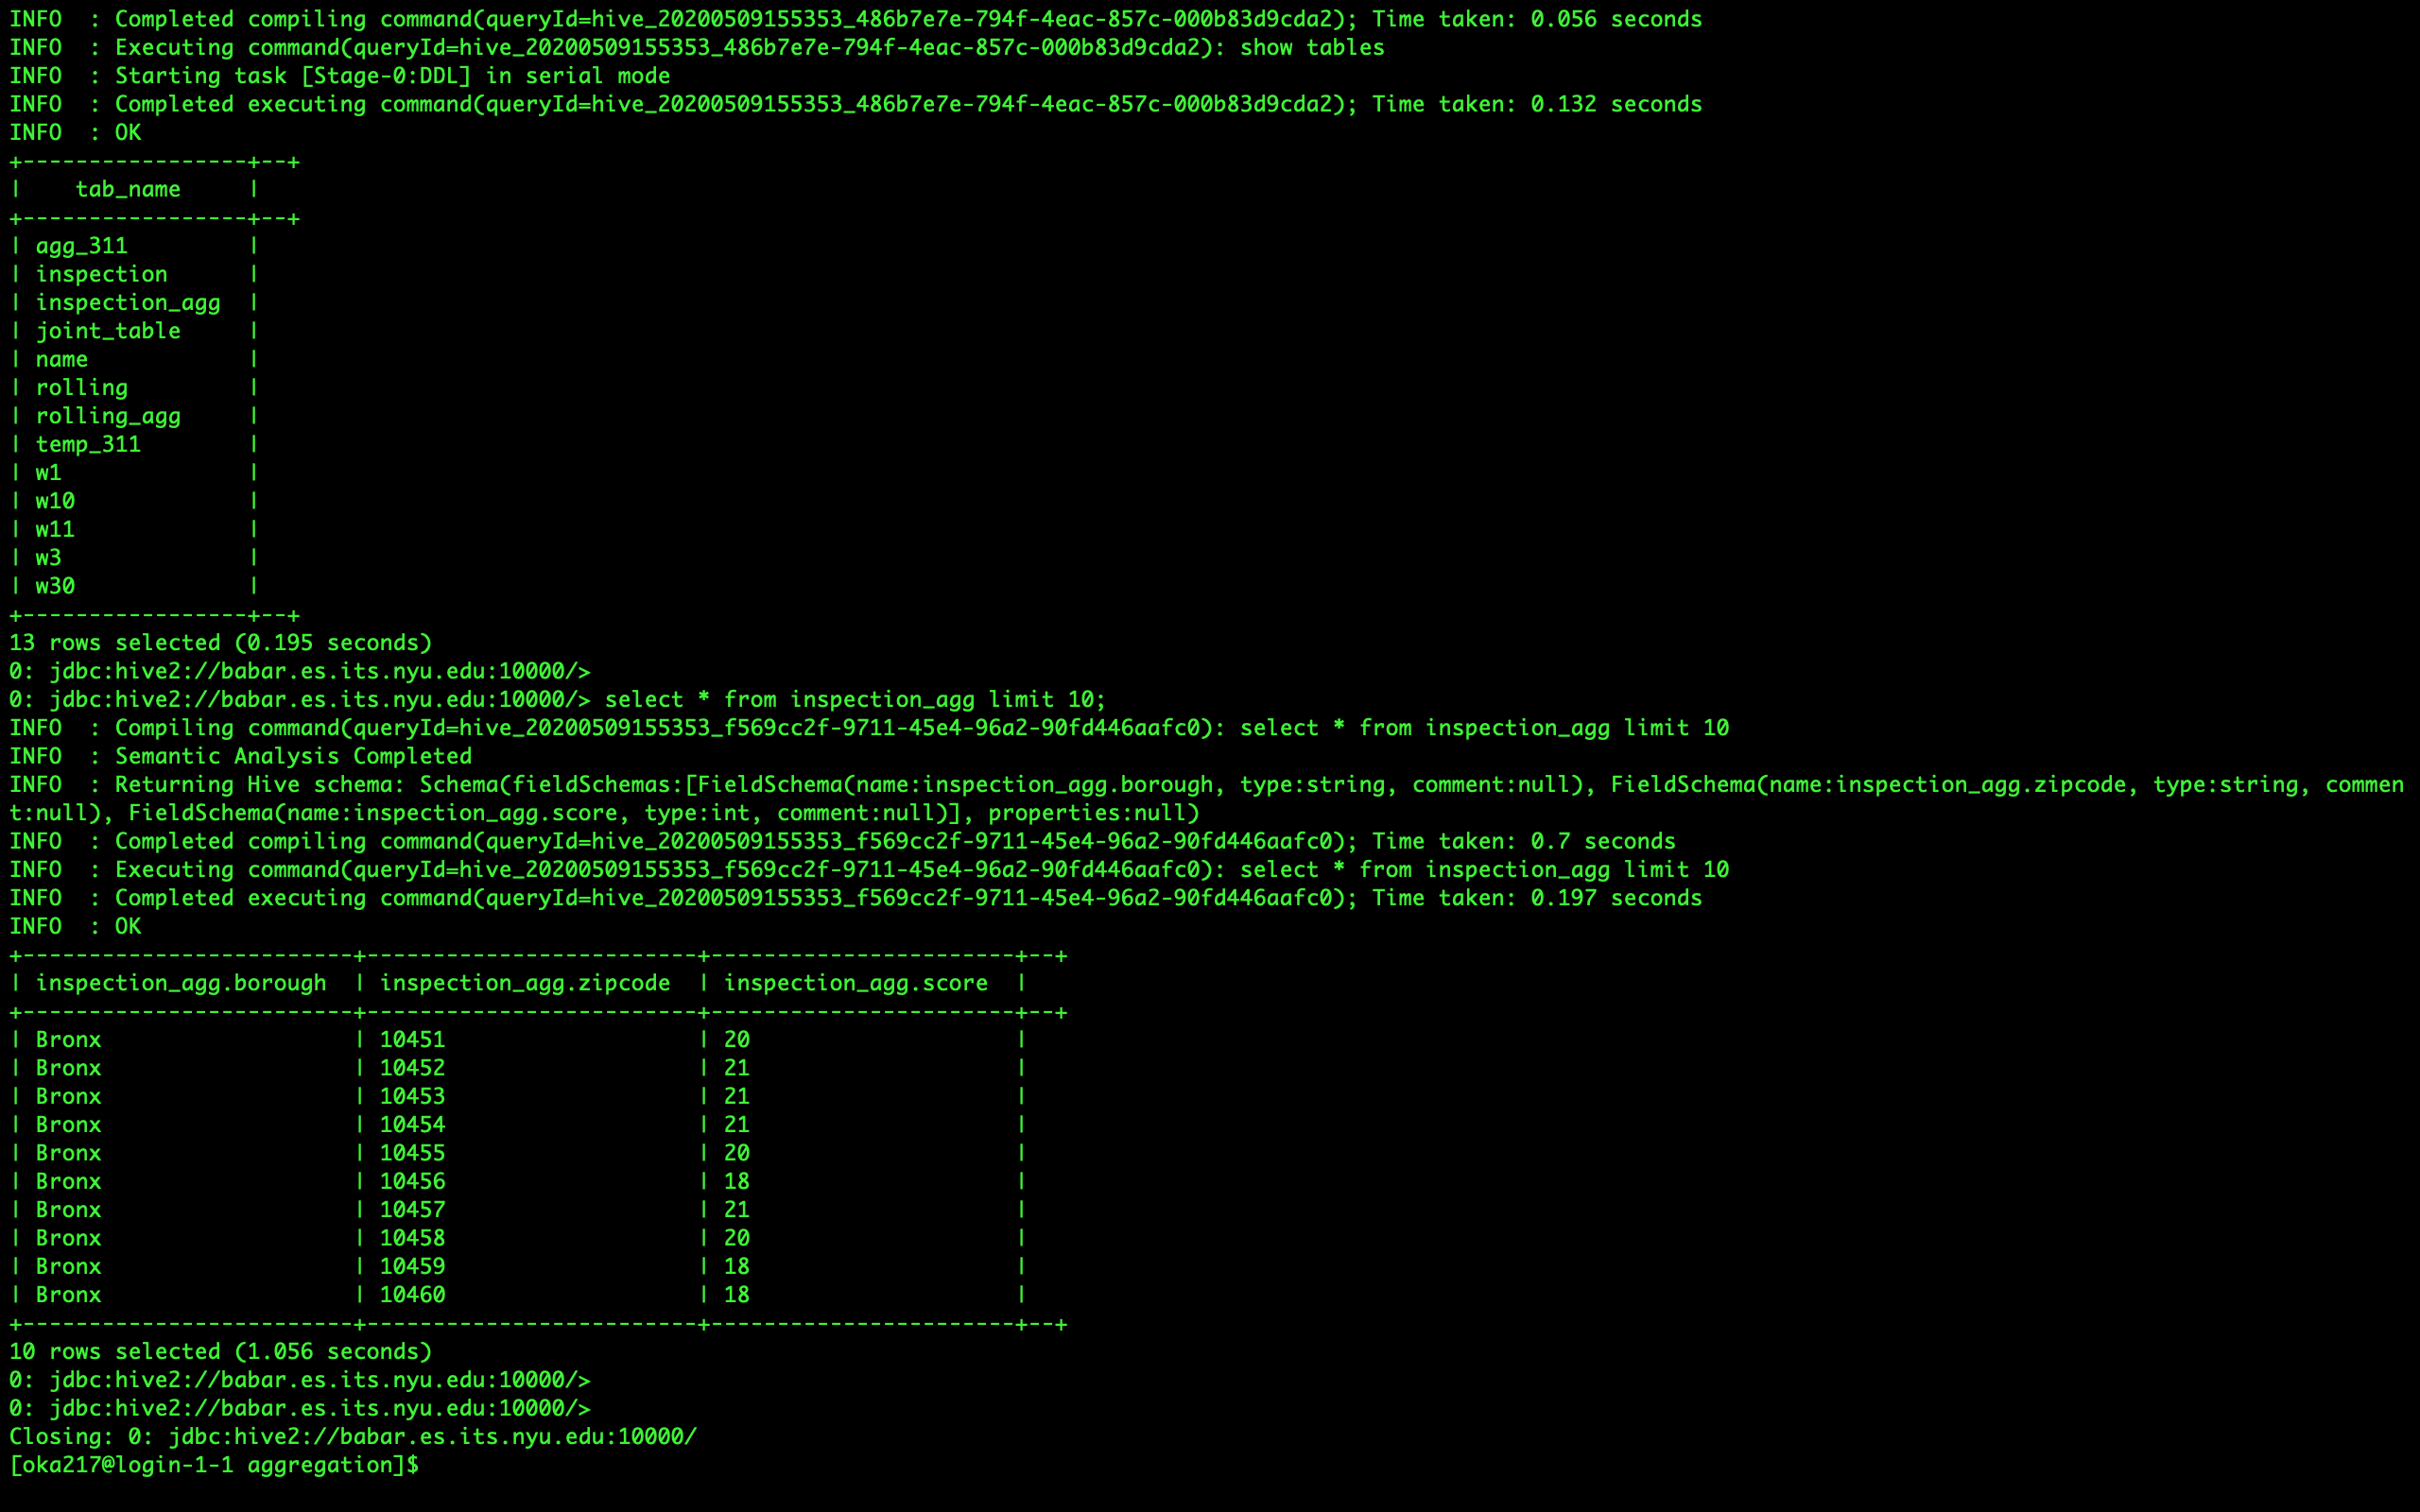 INFO  : Completed compiling command(queryId=hive_20200509155353_486b7e7e-794f-4eac-857c-000b83d9cda2); Time taken: 0.056 seconds
INFO  : Executing command(queryId=hive_20200509155353_486b7e7e-794f-4eac-857c-000b83d9cda2): show tables
INFO  : Starting task [Stage-0:DDL] in serial mode
INFO  : Completed executing command(queryId=hive_20200509155353_486b7e7e-794f-4eac-857c-000b83d9cda2); Time taken: 0.132 seconds
INFO  : OK
+-----------------+--+
|    tab_name     |
+-----------------+--+
| agg_311         |
| inspection      |
| inspection_agg  |
| joint_table     |
| name            |
| rolling         |
| rolling_agg     |
| temp_311        |
| w1              |
| w10             |
| w11             |
| w3              |
| w30             |
+-----------------+--+
13 rows selected (0.195 seconds)
0: jdbc:hive2://babar.es.its.nyu.edu:10000/>
0: jdbc:hive2://babar.es.its.nyu.edu:10000/> select * from inspection_agg limit 10;
INFO  : Compiling command(queryId=hive_20200509155353_f569cc2f-9711-45e4-96a2-90fd446aafc0): select * from inspection_agg limit 10
INFO  : Semantic Analysis Completed
INFO  : Returning Hive schema: Schema(fieldSchemas:[FieldSchema(name:inspection_agg.borough, type:string, comment:null), FieldSchema(name:inspection_agg.zipcode, type:string, commen
t:null), FieldSchema(name:inspection_agg.score, type:int, comment:null)], properties:null)
INFO  : Completed compiling command(queryId=hive_20200509155353_f569cc2f-9711-45e4-96a2-90fd446aafc0); Time taken: 0.7 seconds
INFO  : Executing command(queryId=hive_20200509155353_f569cc2f-9711-45e4-96a2-90fd446aafc0): select * from inspection_agg limit 10
INFO  : Completed executing command(queryId=hive_20200509155353_f569cc2f-9711-45e4-96a2-90fd446aafc0); Time taken: 0.197 seconds
INFO  : OK
+-------------------------+-------------------------+-----------------------+--+
| inspection_agg.borough  | inspection_agg.zipcode  | inspection_agg.score  |
+-------------------------+-------------------------+-----------------------+--+
| Bronx                   | 10451                   | 20                    |
| Bronx                   | 10452                   | 21                    |
| Bronx                   | 10453                   | 21                    |
| Bronx                   | 10454                   | 21                    |
| Bronx                   | 10455                   | 20                    |
| Bronx                   | 10456                   | 18                    |
| Bronx                   | 10457                   | 21                    |
| Bronx                   | 10458                   | 20                    |
| Bronx                   | 10459                   | 18                    |
| Bronx                   | 10460                   | 18                    |
+-------------------------+-------------------------+-----------------------+--+
10 rows selected (1.056 seconds)
0: jdbc:hive2://babar.es.its.nyu.edu:10000/>
0: jdbc:hive2://babar.es.its.nyu.edu:10000/>
Closing: 0: jdbc:hive2://babar.es.its.nyu.edu:10000/
[oka217@login-1-1 aggregation]$